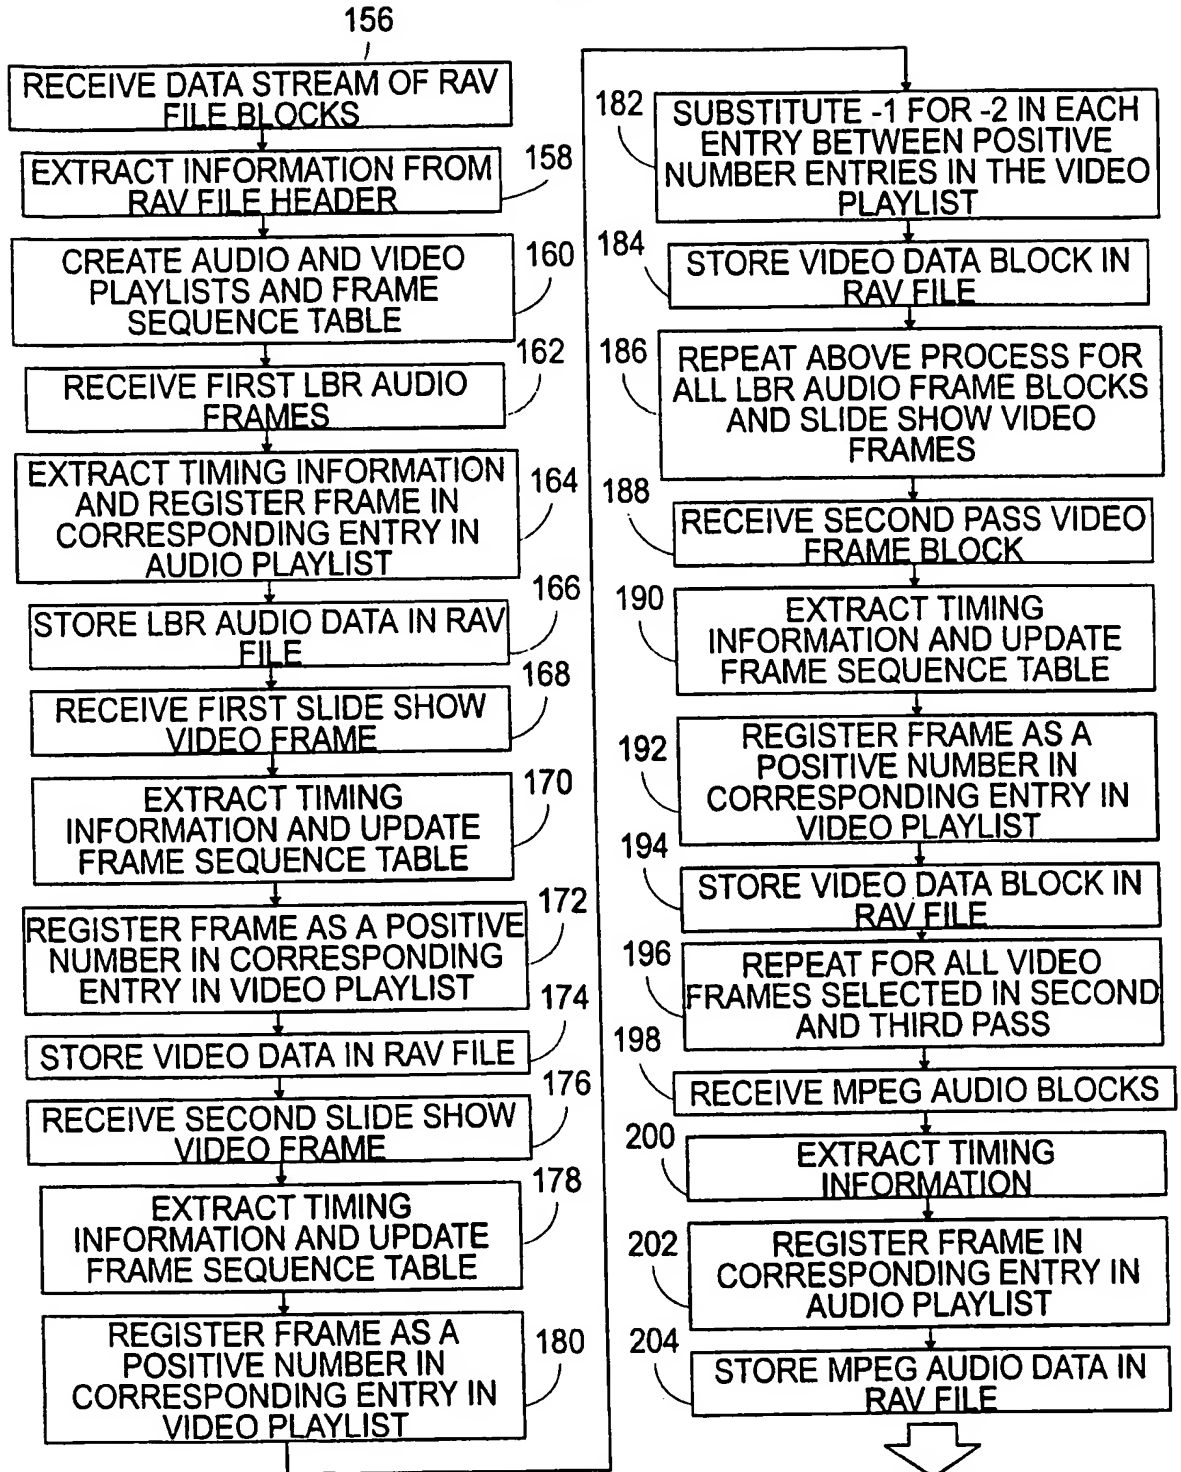 156
RECEIVE DATA STREAM OF RAV
FILE BLOCKS
EXTRACT INFORMATION FROM
RAV FILE HEADER
158
CREATE AUDIO AND VIDEO
PLAYLISTS AND FRAME
SEQUENCE TABLE
160
RECEIVE FIRST LBR AUDIO
FRAMES
162
EXTRACT TIMING INFORMATION
AND REGISTER FRAME IN
CORRESPONDING ENTRY IN
AUDIO PLAYLIST
164
STORE LBR AUDIO DATA IN RAV
FILE
166
RECEIVE FIRST SLIDE SHOW
VIDEO FRAME
168
EXTRACT TIMING
INFORMATION AND UPDATE
FRAME SEQUENCE TABLE
170
REGISTER FRAME AS A POSITIVE
NUMBER IN CORRESPONDING
ENTRY IN VIDEO PLAYLIST
172
STORE VIDEO DATA IN RAV FILE
174
RECEIVE SECOND SLIDE SHOW
VIDEO FRAME
176
EXTRACT TIMING
INFORMATION AND UPDATE
FRAME SEQUENCE TABLE
178
REGISTER FRAME AS A
POSITIVE NUMBER IN
CORRESPONDING ENTRY IN
VIDEO PLAYLIST
180
182
SUBSTITUTE -1 FOR -2 IN EACH
ENTRY BETWEEN POSITIVE
NUMBER ENTRIES IN THE VIDEO
PLAYLIST
184
STORE VIDEO DATA BLOCK IN
RAV FILE
186
REPEAT ABOVE PROCESS FOR
ALL LBR AUDIO FRAME BLOCKS
AND SLIDE SHOW VIDEO
FRAMES
188
RECEIVE SECOND PASS VIDEO
FRAME BLOCK
190
EXTRACT TIMING
INFORMATION AND UPDATE
FRAME SEQUENCE TABLE
192
REGISTER FRAME AS A
POSITIVE NUMBER IN
CORRESPONDING ENTRY IN
VIDEO PLAYLIST
194
STORE VIDEO DATA BLOCK IN
RAV FILE
196
REPEAT FOR ALL VIDEO
FRAMES SELECTED IN SECOND
AND THIRD PASS
198
RECEIVE MPEG AUDIO BLOCKS
200
EXTRACT TIMING
INFORMATION
202
REGISTER FRAME IN
CORRESPONDING ENTRY IN
AUDIO PLAYLIST
204
STORE MPEG AUDIO DATA IN
RAV FILE